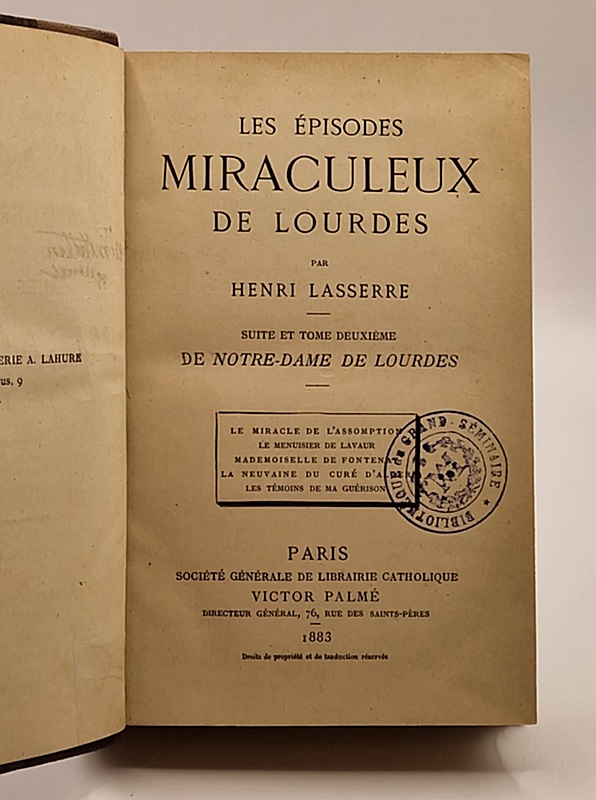 ERIE A. LAHURE
us, 9
LES ÉPISODES
MIRACULEUX
DE LOURDES
PAR
HENRI LASSERRE
SUITE ET TOME DEUXIÈME
DE NOTRE-DAME DE LOURDES
LE MIRACLE DE L'ASSOMPTION
LE MENUISIER DE LAVAUR
MADEMOISELLE DE FONTENA
LA NEUVAINE DU CURÉ D'A
LES TÉMOINS DE MA GUÉRISON
BIBLIOTHÈQUE du GRAND-SÉMINAIRE
PARIS
SOCIÉTÉ GÉNÉRALE DE LIBRAIRIE CATHOLIQUE
VICTOR PALMÉ
DIRECTEUR GÉNÉRAL, 76, RUE DES SAINTS-PÈRES
1883
Droits de propriété et de traduction réservés